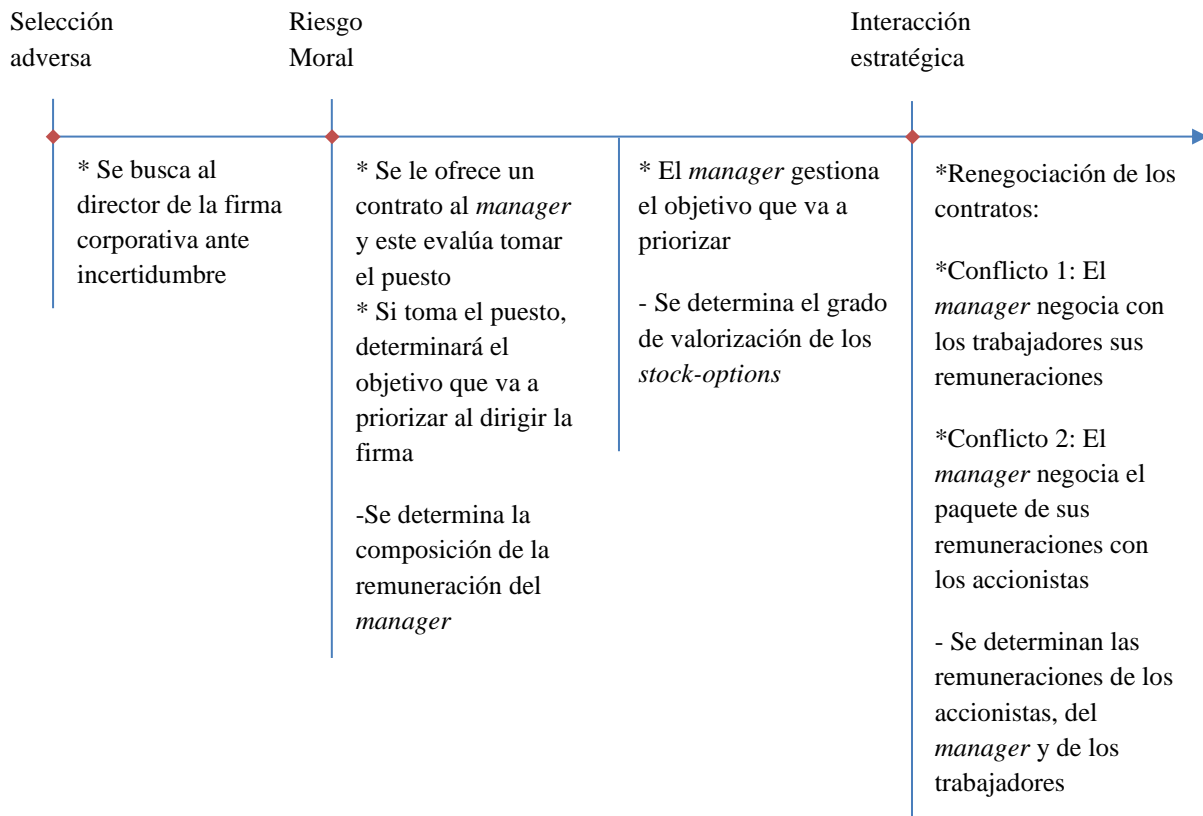 Selección
adversa
Riesgo
Moral
Interacción
estratégica
* Se busca al
director de la firma
corporativa ante
incertidumbre
* Se le ofrece un
contrato al manager
y este evalúa tomar
el puesto
* Si toma el puesto,
determinará el
objetivo que va a
priorizar al dirigir la
firma
-Se determina la
composición de la
remuneración del
manager
* El manager gestiona
el objetivo que va a
priorizar
- Se determina el grado
de valorización de los
stock-options
*Renegociación de los
contratos:
*Conflicto 1: El
manager negocia con
los trabajadores sus
remuneraciones
*Conflicto 2: El
manager negocia el
paquete de sus
remuneraciones con
los accionistas
- Se determinan las
remuneraciones de los
accionistas, del
manager y de los
trabajadores